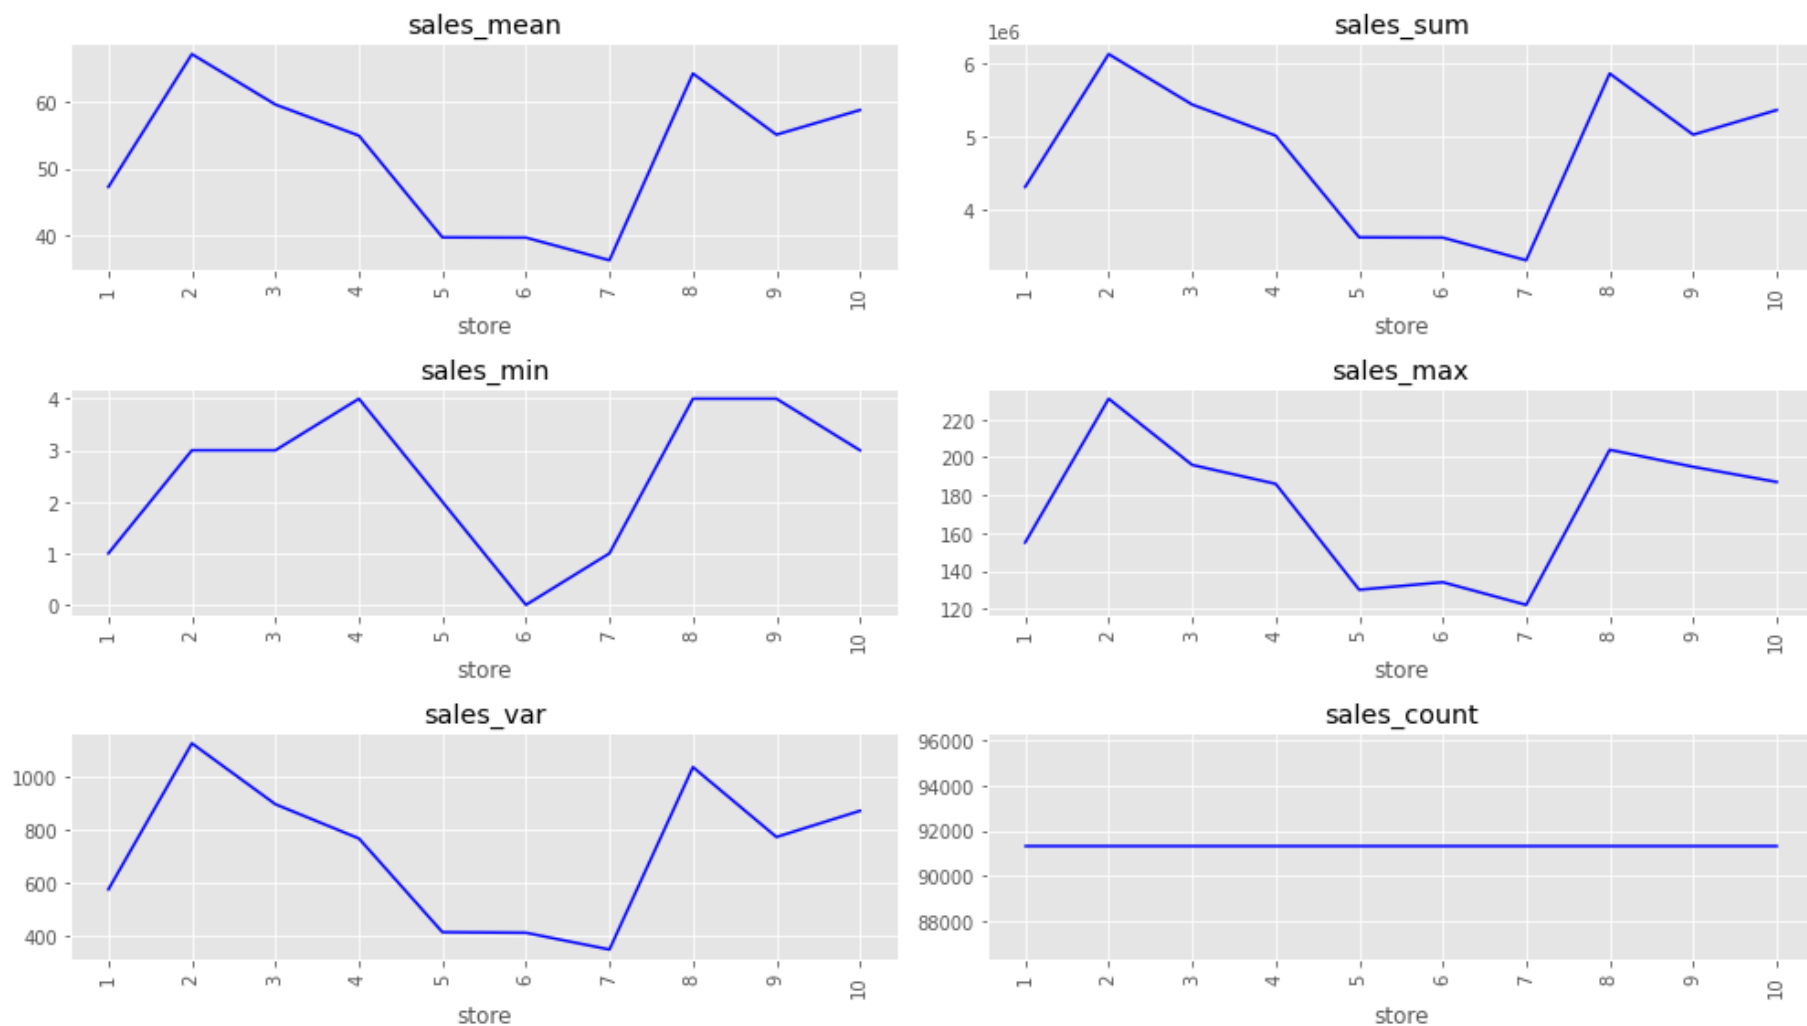 sales_mean
60
50
40
1 2 3 4 5 6 7 8 9 10
store
sales_sum
1e6
6
5
4
1 2 3 4 5 6 7 8 9 10
store
sales_min
4
3
2
1
0
1 2 3 4 5 6 7 8 9 10
store
sales_max
220
200
180
160
140
120
1 2 3 4 5 6 7 8 9 10
store
sales_var
1000
800
600
400
1 2 3 4 5 6 7 8 9 10
store
sales_count
96000
94000
92000
90000
88000
1 2 3 4 5 6 7 8 9 10
store